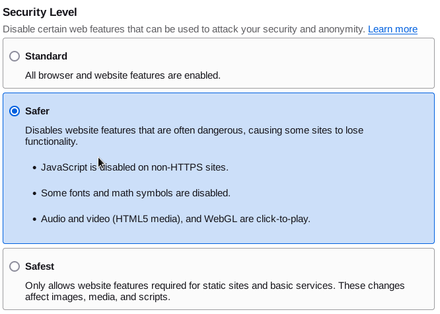 Security Level
Disable certain web features that can be used to attack your security and anonymity. Learn more
Standard
All browser and website features are enabled.
Safer
Disables website features that are often dangerous, causing some sites to lose
functionality.
• JavaScript is disabled on non-HTTPS sites.
• Some fonts and math symbols are disabled.
• Audio and video (HTML5 media), and WebGL are click-to-play.
Safest
Only allows website features required for static sites and basic services. These changes
affect images, media, and scripts.